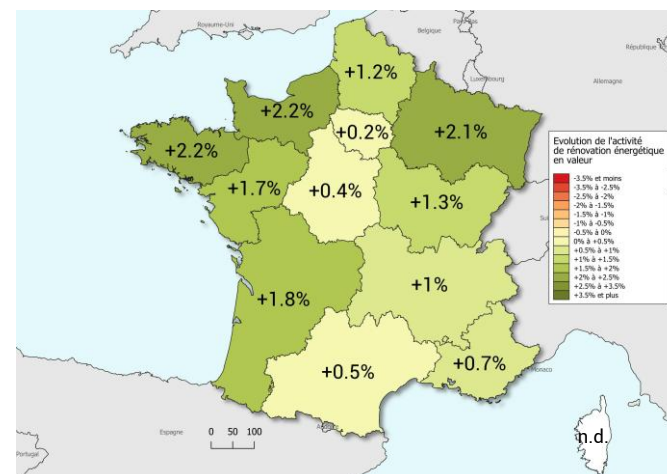 Royaume-Uni
Belgique
Luxembourg
Allemagne
République
+1.2%
+2.2%
+0.2%
+2.1%
+2.2%
+1.7%
+0.4%
+1.3%
+1.8%
+1%
+0.5%
+0.7%
n.d.
Monaco
Espagne
Portugal
0 50 100
Evolution de l'activité
de rénovation énergétique
en valeur
-3.5% et moins
-3.5% à -2.5%
-2.5% à -2%
-2% à -1.5%
-1.5% à -1%
-1% à -0.5%
-0.5% à 0%
0% à +0.5%
+0.5% à +1%
+1% à +1.5%
+1.5% à +2%
+2% à +2.5%
+2.5% à +3.5%
+3.5% et plus